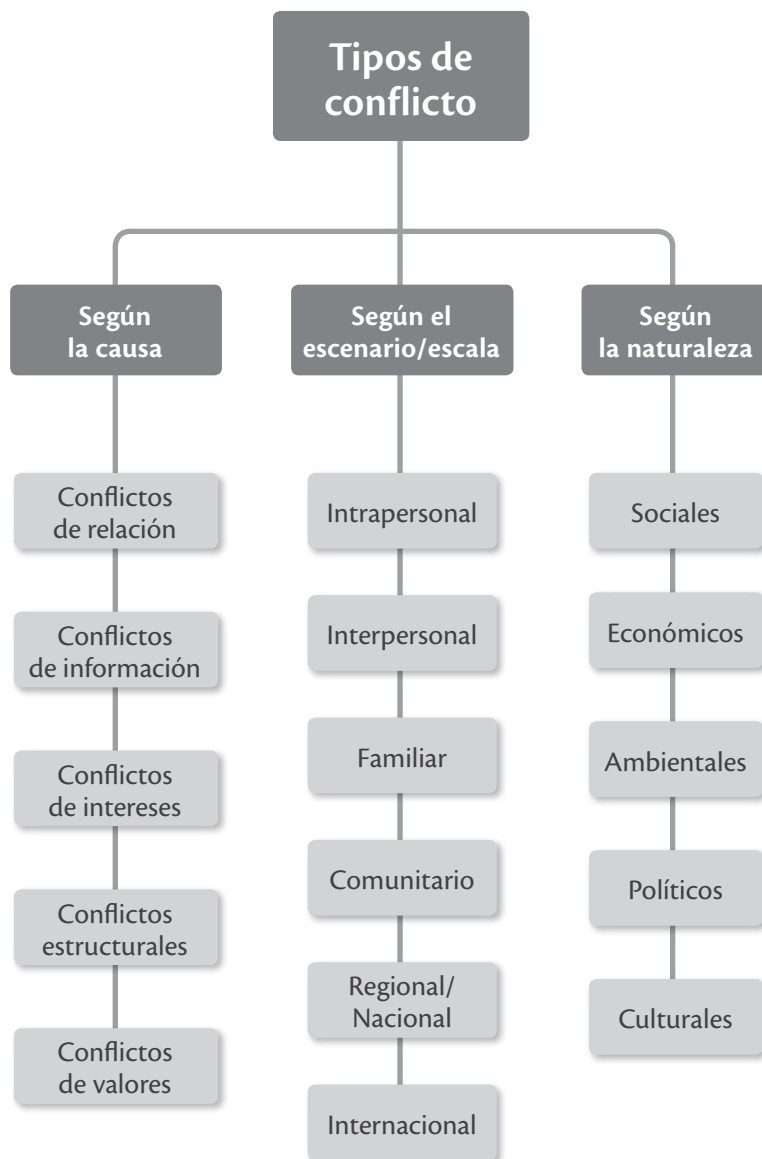 Tipos de
conflicto
Según
la causa
Conflictos
de relación
Conflictos
de información
Conflictos
de intereses
Conflictos
estructurales
Conflictos
de valores
Según el
escenario/escala
Intrapersonal
Interpersonal
Familiar
Comunitario
Regional/
Nacional
Internacional
Según
la naturaleza
Sociales
Económicos
Ambientales
Políticos
Culturales